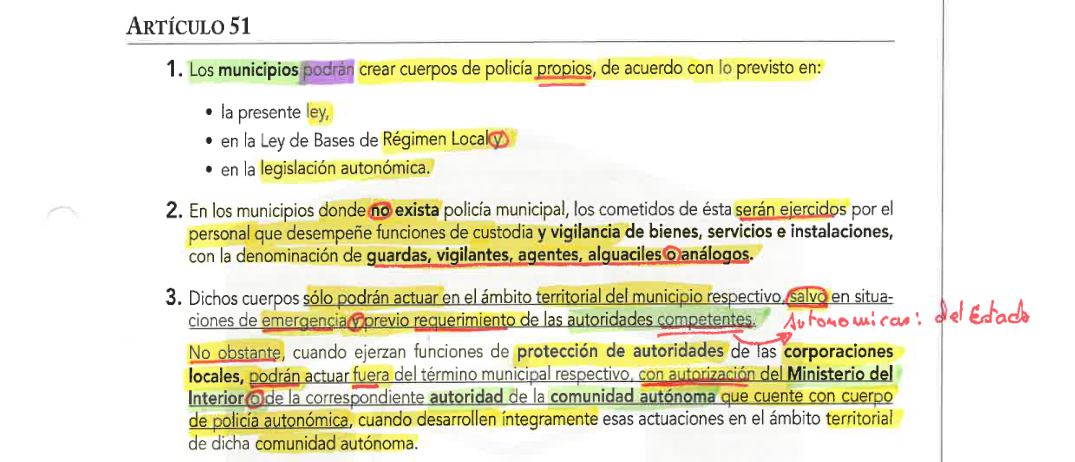 ARTÍCULO 51
1. Los municipios podrán crear cuerpos de policía propios, de acuerdo con lo previsto en:
• la presente ley,
• en la Ley de Bases de Régimen Local y
• en la legislación autonómica.
2. En los municipios donde no exista policía municipal, los cometidos de ésta serán ejercidos por el
personal que desempeñe funciones de custodia y vigilancia de bienes, servicios e instalaciones,
con la denominación de guardas, vigilantes, agentes, alguaciles o análogos.
3. Dichos cuerpos sólo podrán actuar en el ámbito territorial del municipio respectivo, salvo en situa-
ciones de emergencia y previo requerimiento de las autoridades competentes.
Autonomicas: del Estado
No obstante, cuando ejerzan funciones de protección de autoridades de las corporaciones
locales, podrán actuar fuera del término municipal respectivo, con autorización del Ministerio del
Interior o de la correspondiente autoridad de la comunidad autónoma que cuente con cuerpo
de policía autonómica, cuando desarrollen íntegramente esas actuaciones en el ámbito territorial
de dicha comunidad autónoma.